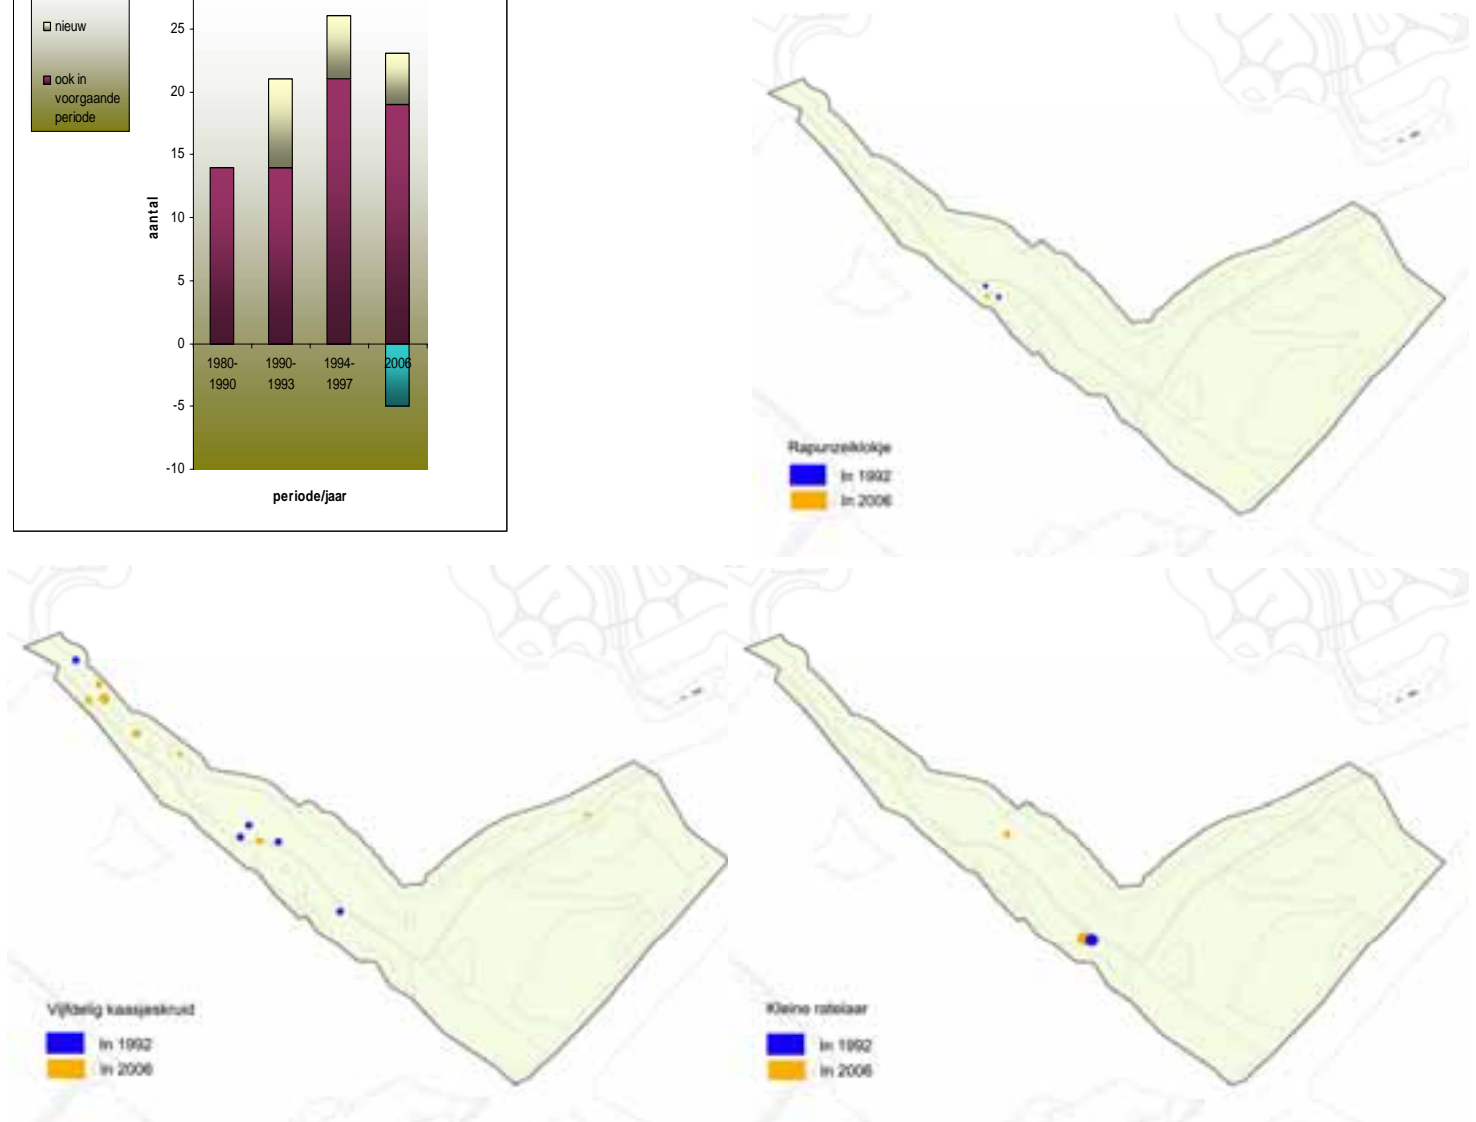 nieuw
ook in
voorgaande
periode
aantal
25
20
15
10
5
0
-5
-10
1980-
1990
1990-
1993
1994-
1997
2006
periode/jaar
Rapunzelklokje
In 1992
In 2006
Vijfdelig kaasjeskruid
In 1992
In 2006
Kleine ratelaar
In 1992
In 2006